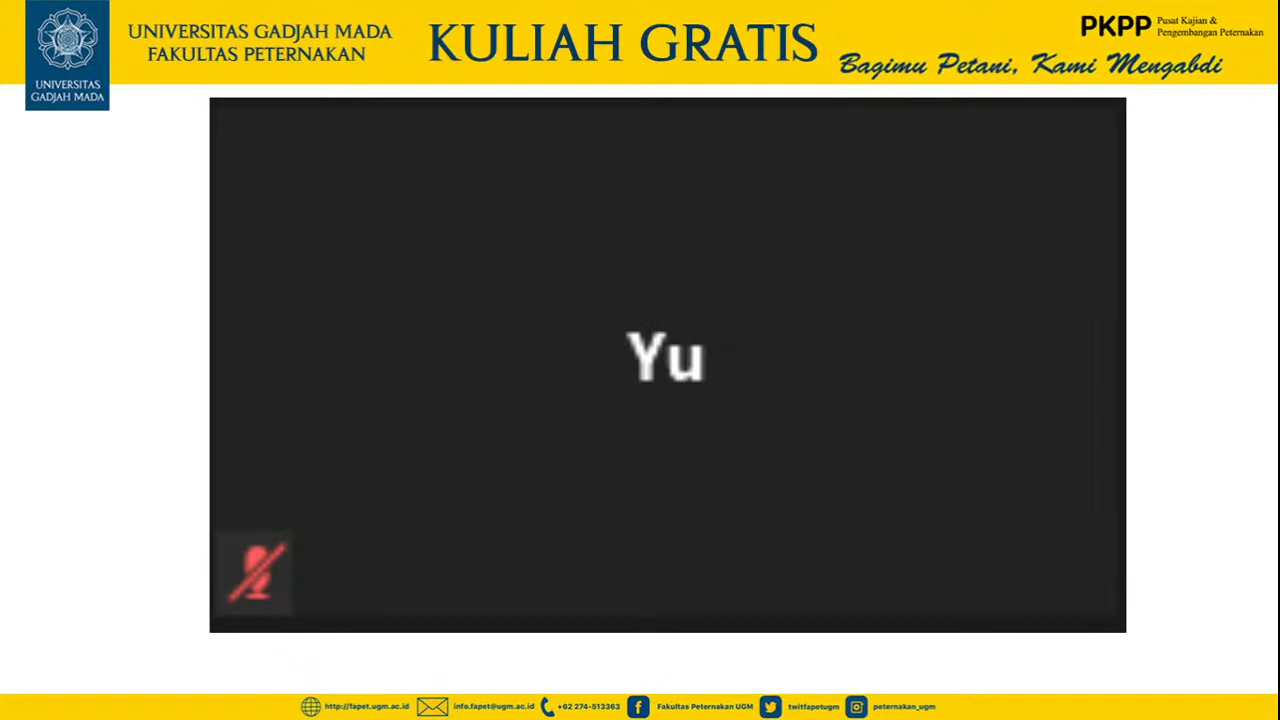 UNIVERSITAS GADJAH MADA
FAKULTAS PETERNAKAN
UNIVERSITAS
GADJAH MADA
KULIAH GRATIS
PKPP
Pusat Kajian &
Pengembangan Peternakan
Bagimu Petani, Kami Mengabdi
Yu
http://fapet.ugm.ac.id
info.fapet@ugm.ac.id
+62 274-513363
Fakultas Peternakan UGM
twitfapetugm
peternakan_ugm